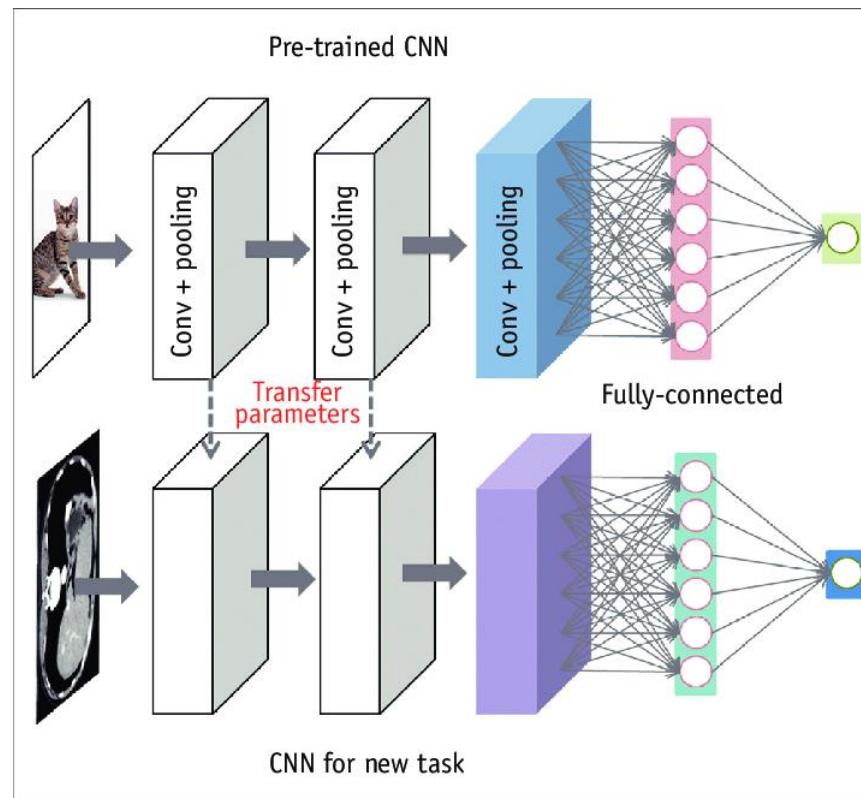 Pre-trained CNN
Conv + pooling
Conv + pooling
Conv + pooling
Transfer
parameters
Fully-connected
CNN for new task